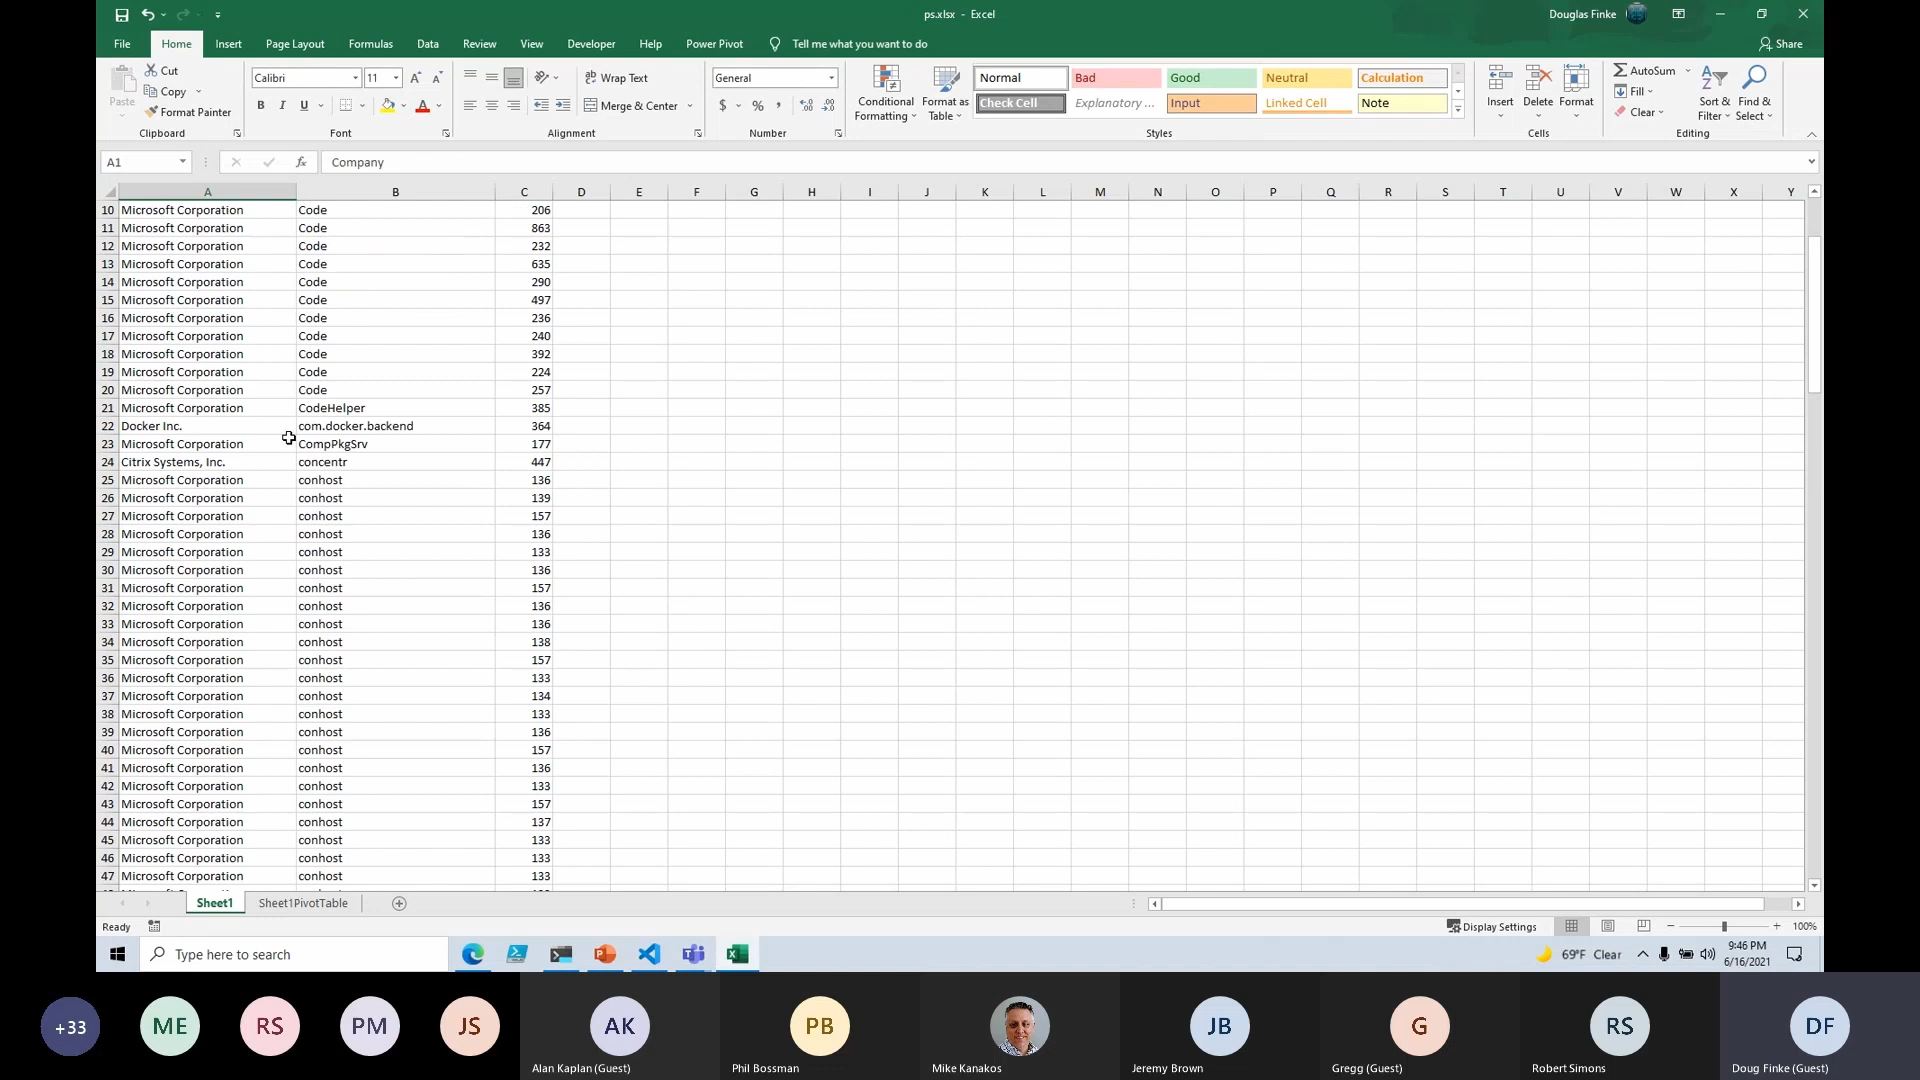 ps.xlsx - Excel
Douglas Finke
File Home Insert Page Layout Formulas Data Review View Developer Help Power Pivot Tell me what you want to do Share
Paste
Cut
Copy
Format Painter
Clipboard
Calibri 11
B I U
Font
Wrap Text
Merge & Center
Alignment
General
$ % ,
Number
Conditional Formatting
Format as Table
Normal Bad Good Neutral Calculation
Check Cell Explanatory ... Input Linked Cell Note
Styles
Insert Delete Format
Cells
AutoSum
Fill
Clear
Sort & Filter
Find & Select
Editing
A1 fx Company
A B C D E F G H I J K L M N O P Q R S T U V W X Y
10 Microsoft Corporation Code 206
11 Microsoft Corporation Code 863
12 Microsoft Corporation Code 232
13 Microsoft Corporation Code 635
14 Microsoft Corporation Code 290
15 Microsoft Corporation Code 497
16 Microsoft Corporation Code 236
17 Microsoft Corporation Code 240
18 Microsoft Corporation Code 392
19 Microsoft Corporation Code 224
20 Microsoft Corporation Code 257
21 Microsoft Corporation CodeHelper 385
22 Docker Inc. com.docker.backend 364
23 Microsoft Corporation CompPkgSrv 177
24 Citrix Systems, Inc. concentr 447
25 Microsoft Corporation conhost 136
26 Microsoft Corporation conhost 139
27 Microsoft Corporation conhost 157
28 Microsoft Corporation conhost 136
29 Microsoft Corporation conhost 133
30 Microsoft Corporation conhost 136
31 Microsoft Corporation conhost 157
32 Microsoft Corporation conhost 136
33 Microsoft Corporation conhost 136
34 Microsoft Corporation conhost 138
35 Microsoft Corporation conhost 157
36 Microsoft Corporation conhost 133
37 Microsoft Corporation conhost 134
38 Microsoft Corporation conhost 133
39 Microsoft Corporation conhost 136
40 Microsoft Corporation conhost 157
41 Microsoft Corporation conhost 136
42 Microsoft Corporation conhost 133
43 Microsoft Corporation conhost 157
44 Microsoft Corporation conhost 137
45 Microsoft Corporation conhost 133
46 Microsoft Corporation conhost 133
47 Microsoft Corporation conhost 133
Sheet1 Sheet1PivotTable
Ready Display Settings 100%
Type here to search
69°F Clear
9:46 PM
6/16/2021
+33 ME RS PM JS AK PB JB G RS DF
Alan Kaplan (Guest) Phil Bossman Mike Kanakos Jeremy Brown Gregg (Guest) Robert Simons Doug Finke (Guest)